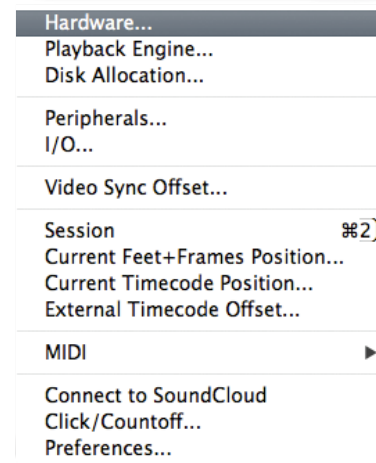 Hardware...
Playback Engine...
Disk Allocation...
Peripherals...
I/O...
Video Sync Offset...
Session ⌘2
Current Feet+Frames Position...
Current Timecode Position...
External Timecode Offset...
MIDI ▶
Connect to SoundCloud
Click/Countoff...
Preferences...